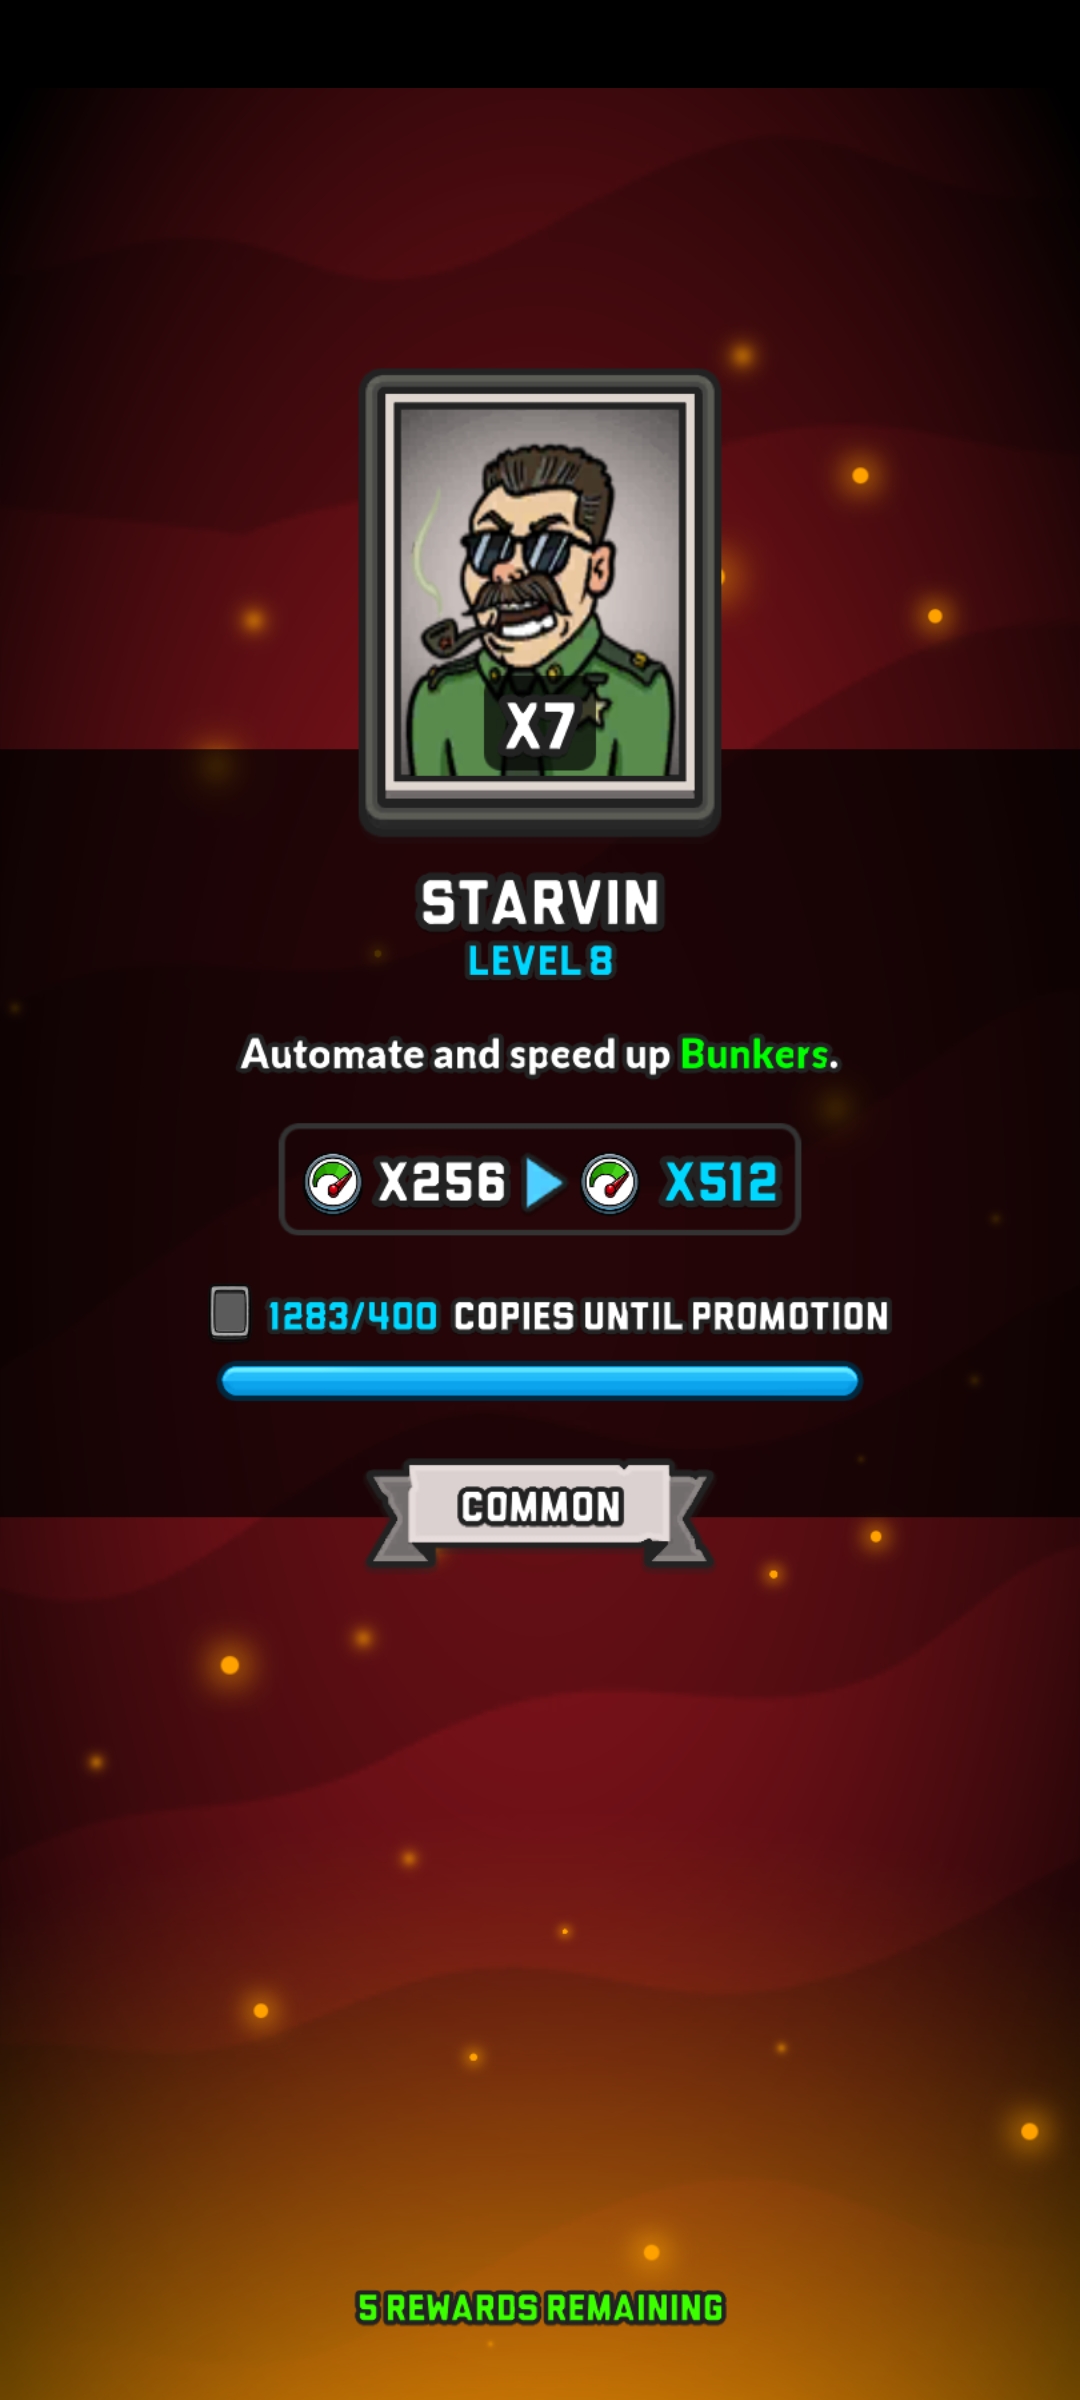 X7
STARVIN
LEVEL 8
Automate and speed up Bunkers.
X256 X512
1283/400 COPIES UNTIL PROMOTION
COMMON
5 REWARDS REMAINING